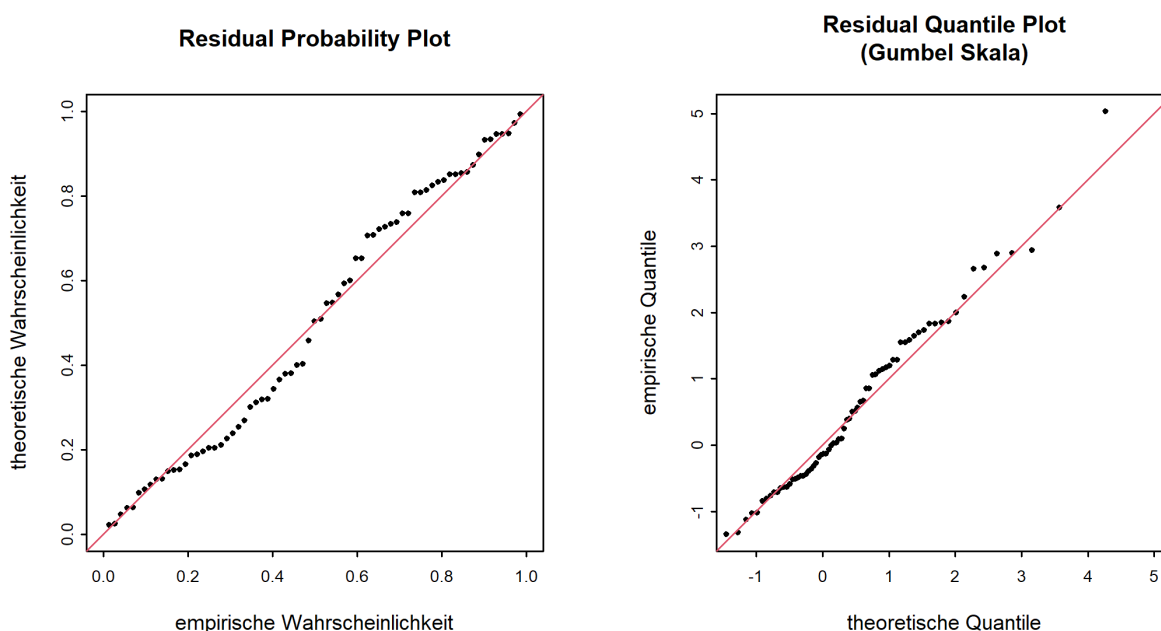 Residual Probability Plot
theoretische Wahrscheinlichkeit
0.0 0.2 0.4 0.6 0.8 1.0
0.0 0.2 0.4 0.6 0.8 1.0
empirische Wahrscheinlichkeit
Residual Quantile Plot
(Gumbel Skala)
empirische Quantile
-1 0 1 2 3 4 5
-1 0 1 2 3 4 5
theoretische Quantile